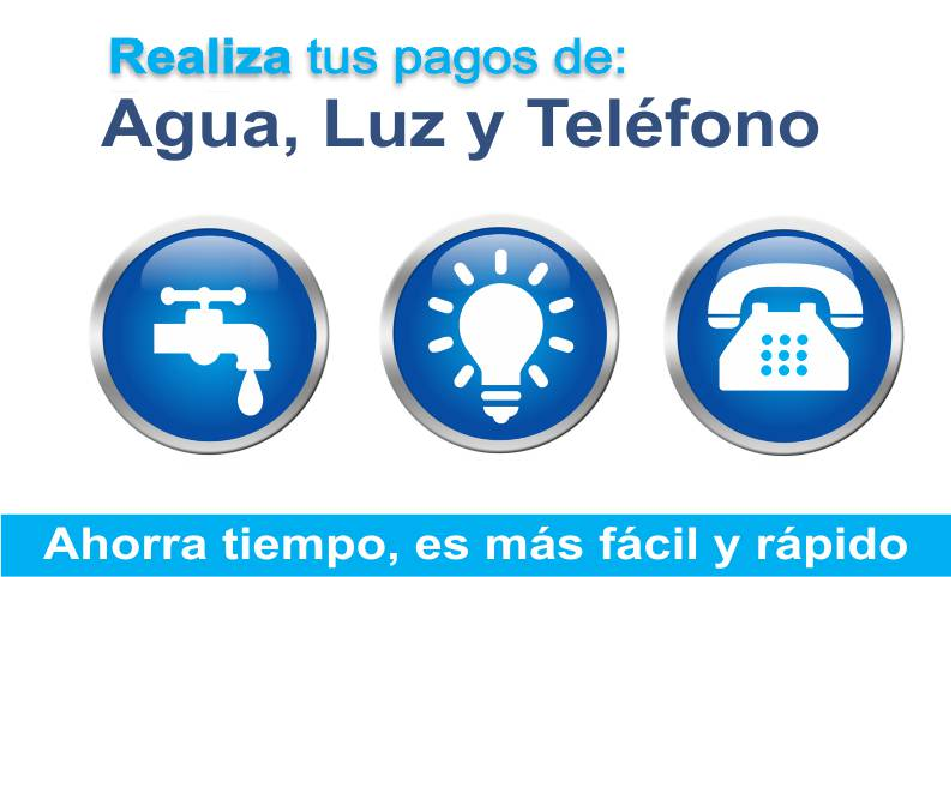 Realiza tus pagos de:
Agua, Luz y Teléfono
Ahorra tiempo, es más fácil y rápido